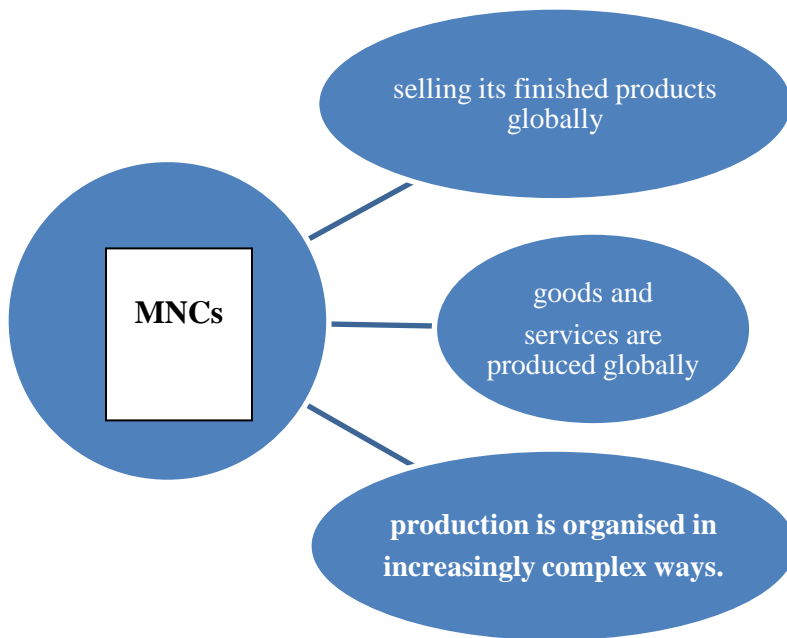 selling its finished products
globally
MNCs
goods and
services are
produced globally
production is organised in
increasingly complex ways.